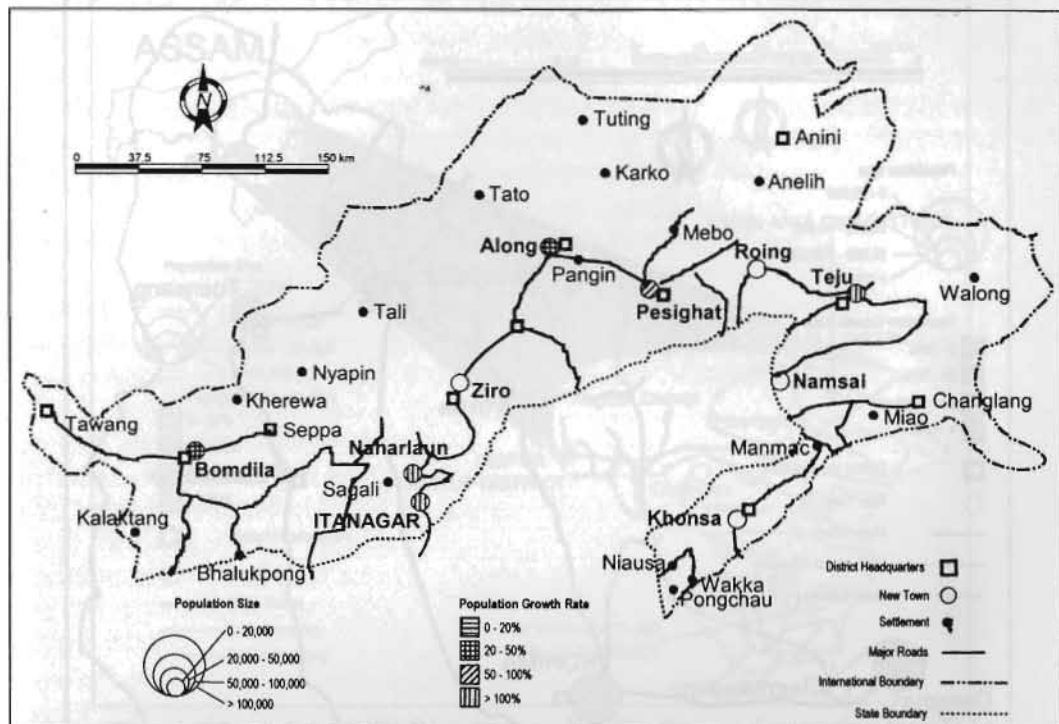 N
0 37.5 75 112.5 150 km
Tuting
Anini
Karko
Anelih
Tato
Mebo
Along
Roing
Pangin
Teju
Walong
Pesighat
Tali
Nyapin
Ziro
Namsai
Kherewa
Changlang
Tawang
Miao
Seppa
Naharlaun
Manmac
Bomdila
Sagali
Kalaktang
ITANAGAR
Khonsa
Bhalukpong
Niausa
Wakka
Pongchau
Population Size
0 - 20,000
20,000 - 50,000
50,000 - 100,000
> 100,000
Population Growth Rate
0 - 20%
20 - 50%
50 - 100%
> 100%
District Headquarters
New Town
Settlement
Major Roads
International Boundary
State Boundary